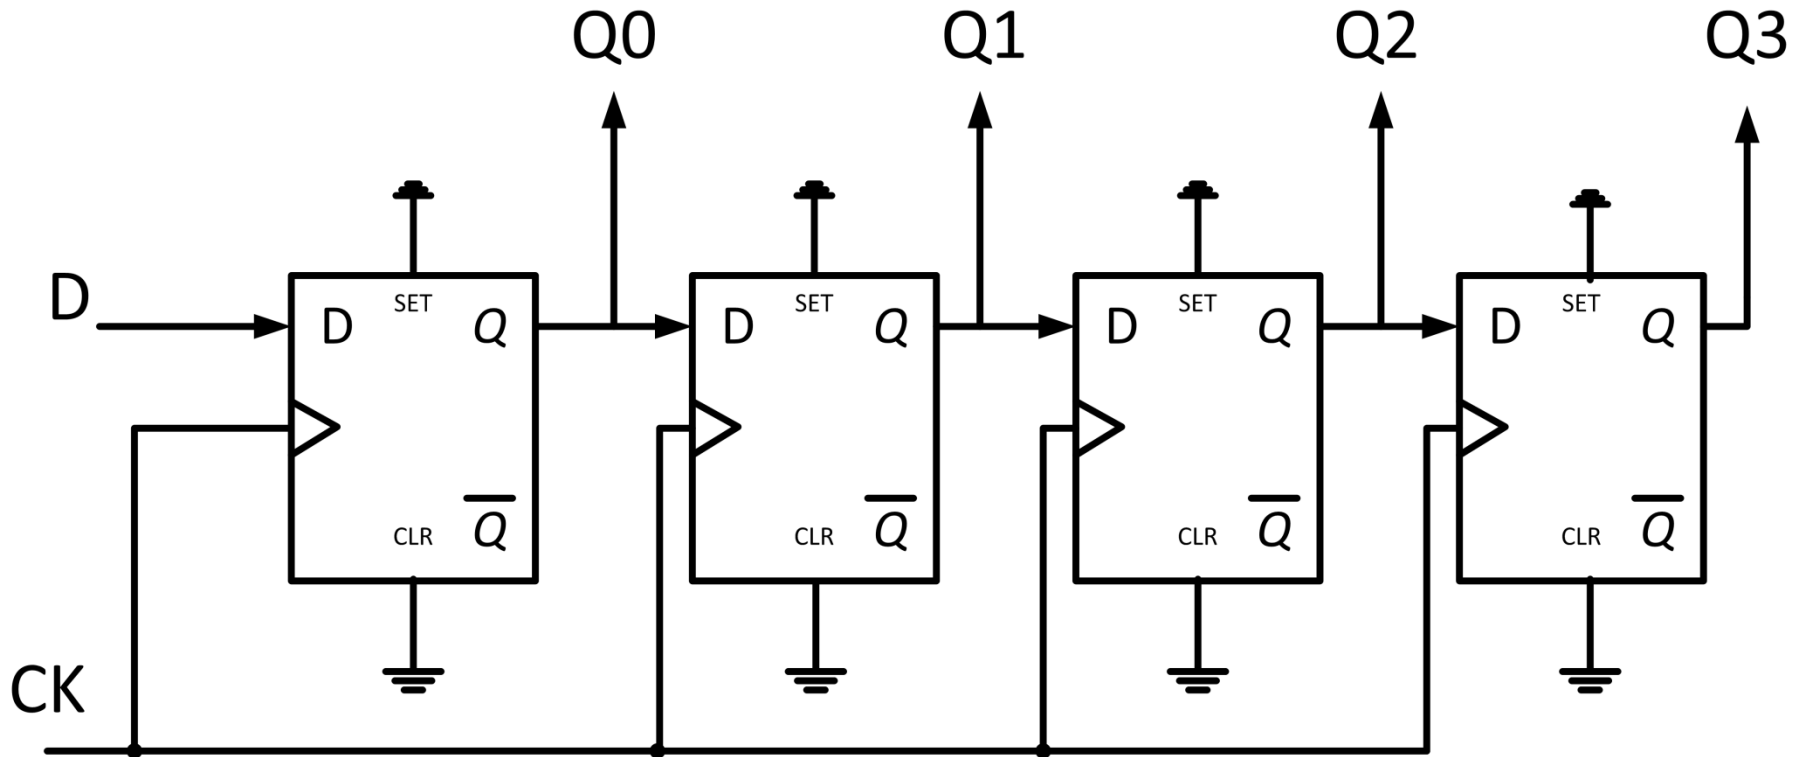 Q0 Q1 Q2 Q3
D
SET SET SET SET
D Q D Q D Q D Q
CLR Q̅ CLR Q̅ CLR Q̅ CLR Q̅
CK